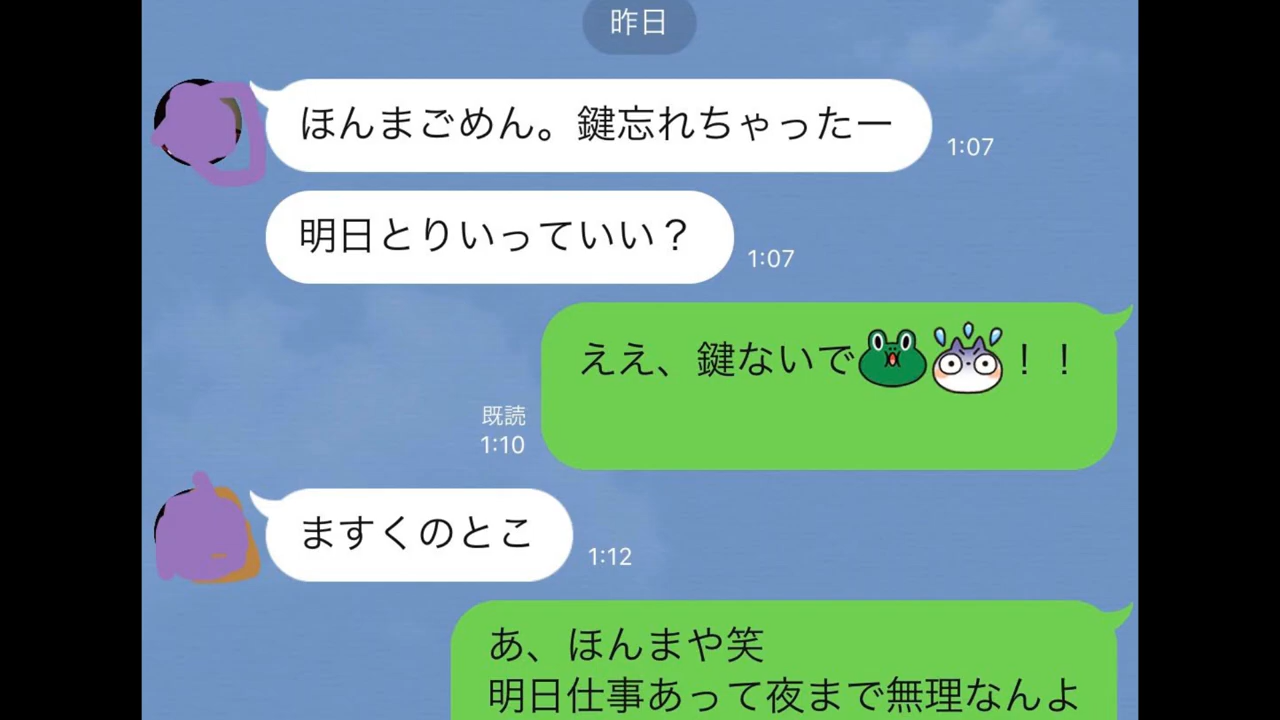 昨日
ほんまごめん。鍵忘れちゃったー
1:07
明日とりいっていい？
1:07
ええ、鍵ないで！！
既読
1:10
ますくのとこ
1:12
あ、ほんまや笑
明日仕事あって夜まで無理なんよ